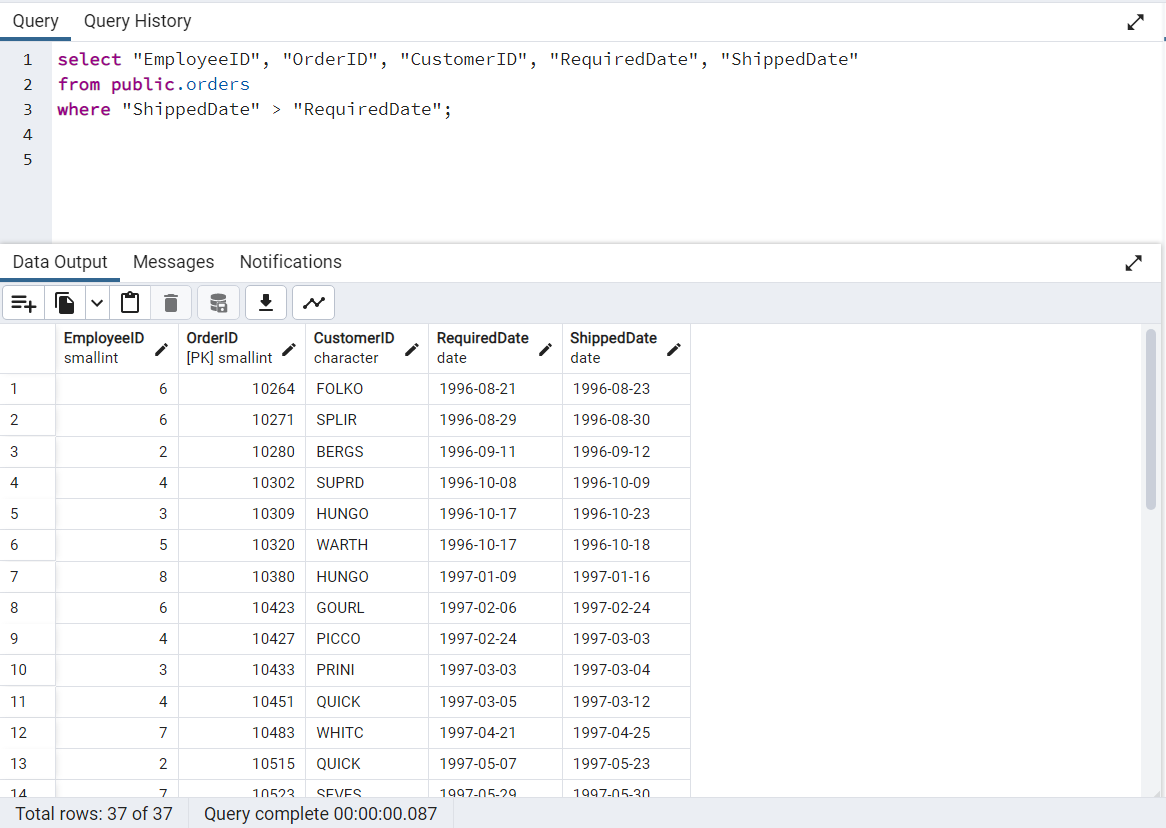 Query Query History
1 select "EmployeeID", "OrderID", "CustomerID", "RequiredDate", "ShippedDate"
2 from public.orders
3 where "ShippedDate" > "RequiredDate";
4
5
Data Output Messages Notifications
EmployeeID OrderID CustomerID RequiredDate ShippedDate
smallint [PK] smallint character date date
1 6 10264 FOLKO 1996-08-21 1996-08-23
2 6 10271 SPLIR 1996-08-29 1996-08-30
3 2 10280 BERGS 1996-09-11 1996-09-12
4 4 10302 SUPRD 1996-10-08 1996-10-09
5 3 10309 HUNGO 1996-10-17 1996-10-23
6 5 10320 WARTH 1996-10-17 1996-10-18
7 8 10380 HUNGO 1997-01-09 1997-01-16
8 6 10423 GOURL 1997-02-06 1997-02-24
9 4 10427 PICCO 1997-02-24 1997-03-03
10 3 10433 PRINI 1997-03-03 1997-03-04
11 4 10451 QUICK 1997-03-05 1997-03-12
12 7 10483 WHITC 1997-04-21 1997-04-25
13 2 10515 QUICK 1997-05-07 1997-05-23
14 7 10523 SEVES 1997-05-29 1997-05-30
Total rows: 37 of 37 Query complete 00:00:00.087